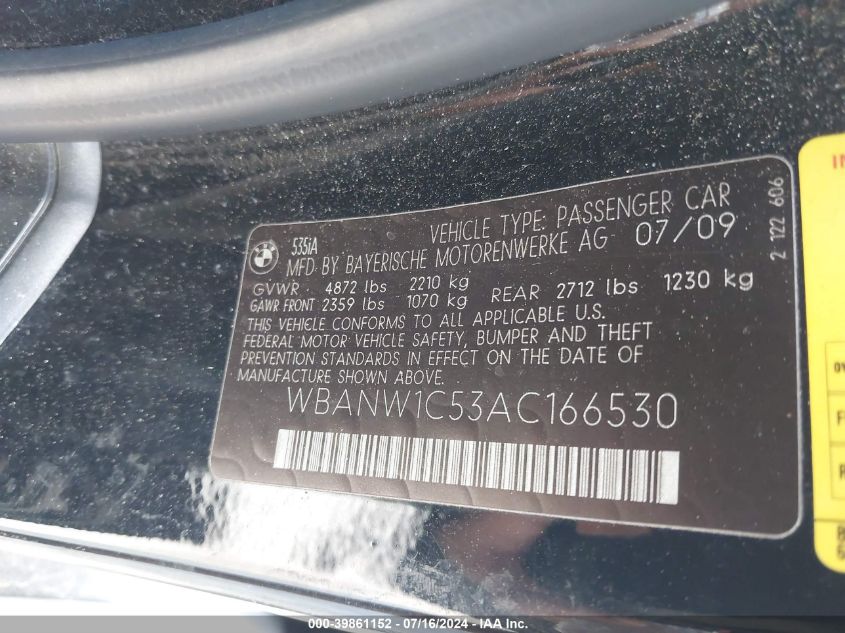 535iA
VEHICLE TYPE: PASSENGER CAR
MFD BY BAYERISCHE MOTORENWERKE AG 07/09
GVWR 4872 lbs 2210 kg
GAWR FRONT 2359 lbs 1070 kg REAR 2712 lbs 1230 kg
THIS VEHICLE CONFORMS TO ALL APPLICABLE U.S.
FEDERAL MOTOR VEHICLE SAFETY, BUMPER AND THEFT
PREVENTION STANDARDS IN EFFECT ON THE DATE OF
MANUFACTURE SHOWN ABOVE.
WBANW1C53AC166530
2 122 606
000-39861152 - 07/16/2024 - IAA Inc.